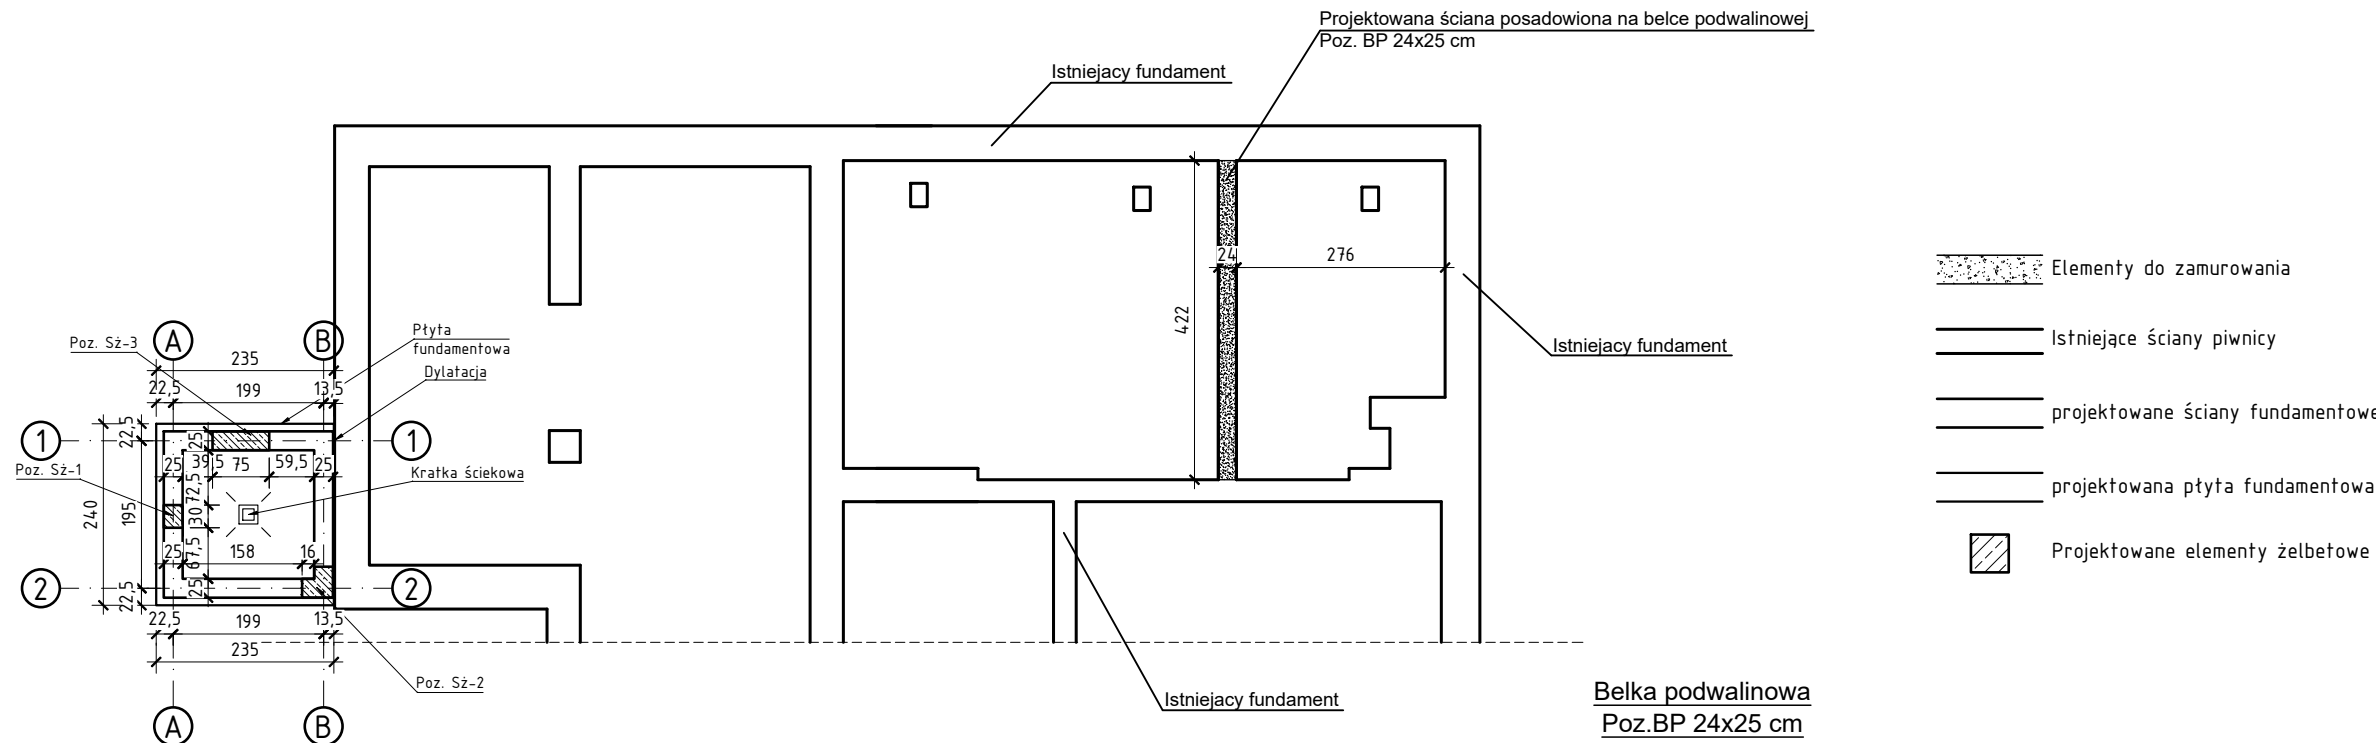 Projektowana ściana posadowiona na belce podwalinowej
Poz. BP 24x25 cm
Istniejacy fundament
24
276
422
Istniejacy fundament
Elementy do zamurowania
Istniejące ściany piwnicy
projektowane ściany fundamentowe
projektowana płyta fundamentowa
Projektowane elementy żelbetowe
A
B
Poz. Sż-3
Płyta
fundamentowa
Dylatacja
235
22,5
199
13,5
1
1
22,5
25
25
39,5
75
59,5
25
Poz. Sż-1
Kratka ściekowa
240
195
72,5
30
67,5
25
158
16
2
2
22,5
25
22,5
199
13,5
235
Poz. Sż-2
A
B
Istniejacy fundament
Belka podwalinowa
Poz.BP 24x25 cm